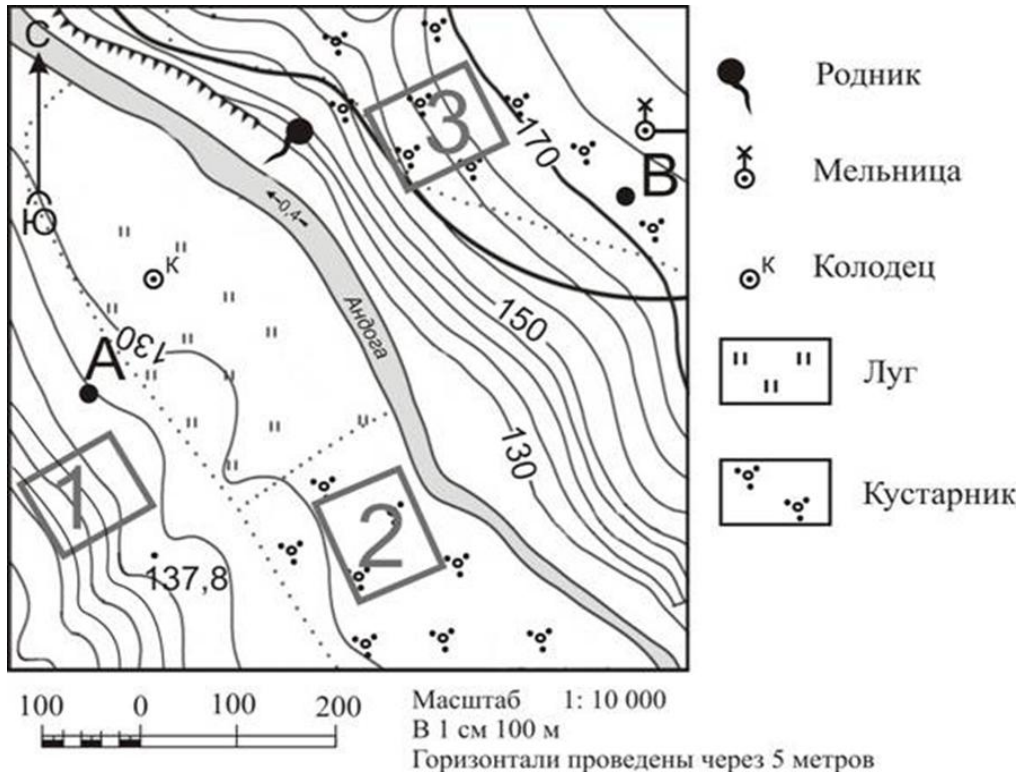 С
Ю
0,4
Андога
К
130
А
1
137,8
2
3
170
В
150
130
Родник
Мельница
К
Колодец
Луг
Кустарник
100 0 100 200
Масштаб 1: 10 000
В 1 см 100 м
Горизонтали проведены через 5 метров